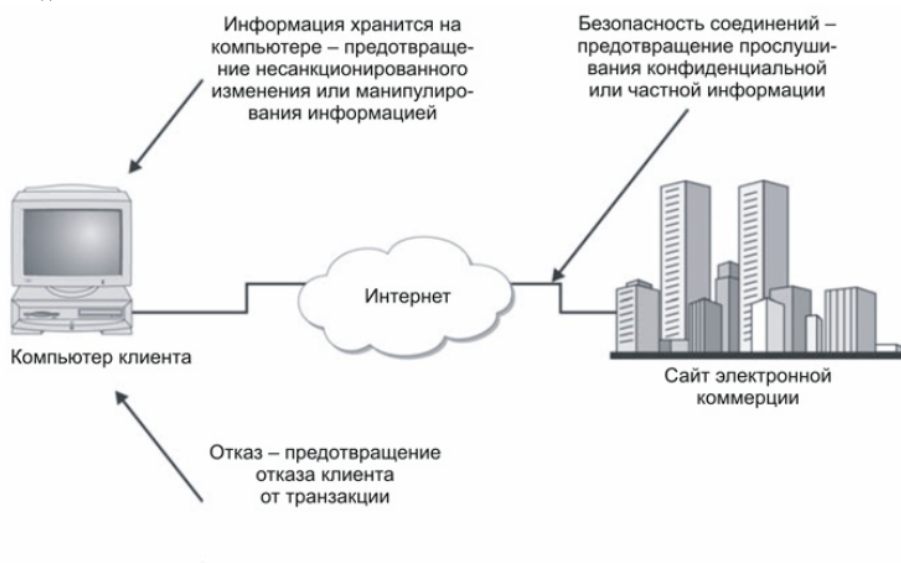 Информация хранится на
компьютере – предотвраще-
ние несанкционированного
изменения или манипулиро-
вания информацией
Безопасность соединений –
предотвращение прослуши-
вания конфиденциальной
или частной информации
Интернет
Компьютер клиента
Сайт электронной
коммерции
Отказ – предотвращение
отказа клиента
от транзакции